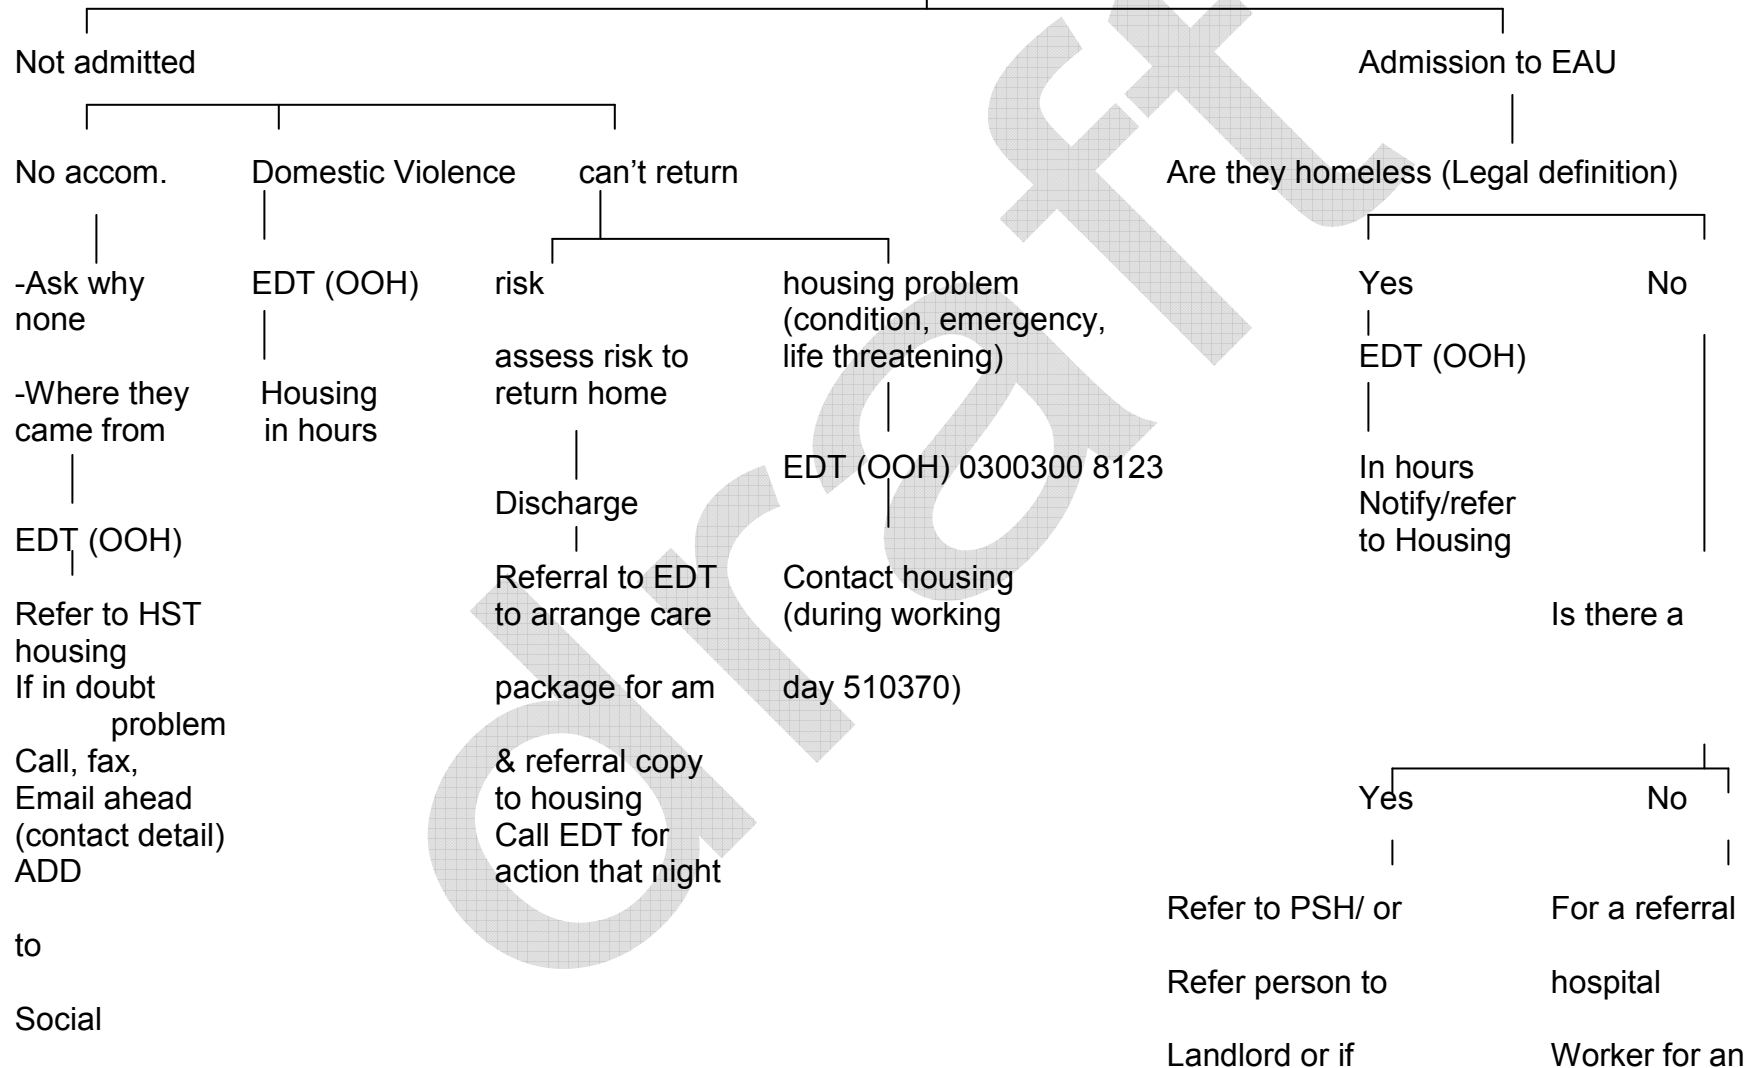 Not admitted
Admission to EAU
No accom.
Domestic Violence
can't return
Are they homeless (Legal definition)
-Ask why
none
-Where they
came from
EDT (OOH)
Refer to HST
housing
If in doubt
problem
Call, fax,
Email ahead
(contact detail)
ADD
to
Social
EDT (OOH)
Housing
in hours
risk
assess risk to
return home
Discharge
Referral to EDT
to arrange care
package for am
& referral copy
to housing
Call EDT for
action that night
housing problem
(condition, emergency,
life threatening)
EDT (OOH) 0300300 8123
Contact housing
(during working
day 510370)
Yes
EDT (OOH)
In hours
Notify/refer
to Housing
No
Is there a
Yes
Refer to PSH/ or
Refer person to
Landlord or if
No
For a referral
hospital
Worker for an
draft